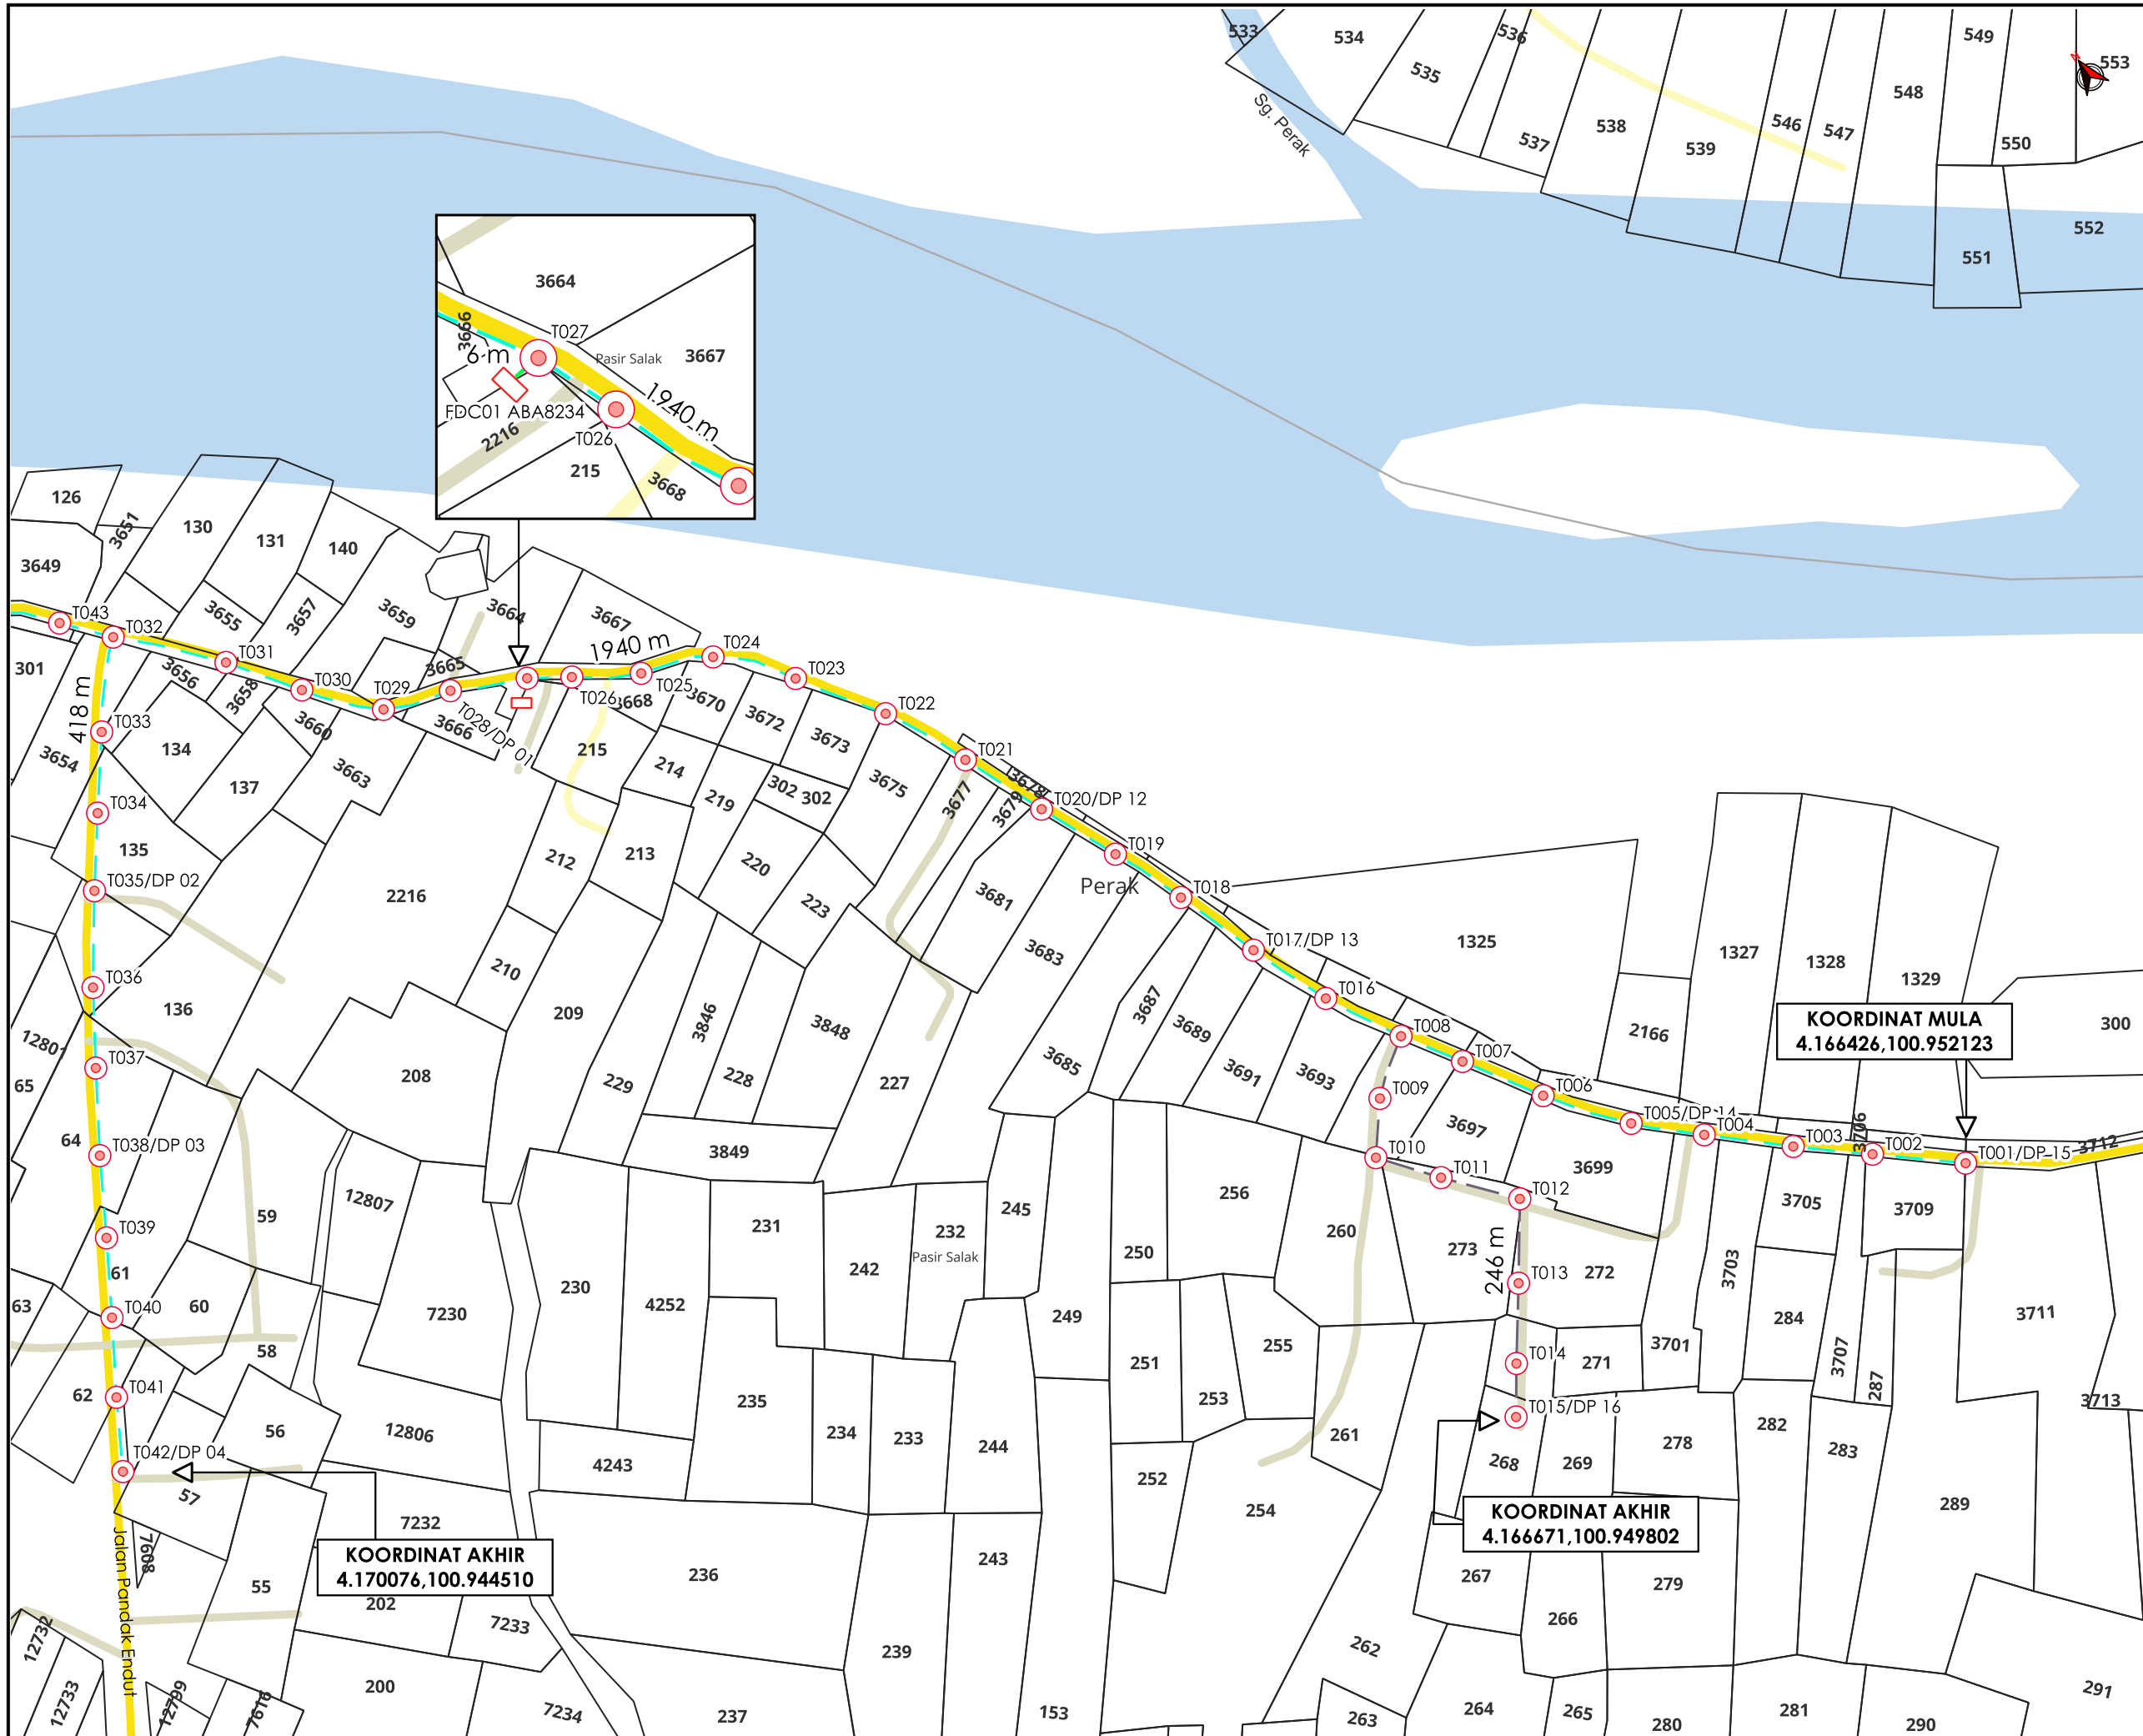 533
534
535
536
537
538
539
546
547
548
549
550
553
551
552
Sg. Perak
3664
T027
3666
6 m
Pasir Salak
3667
FDC01 ABA8234
1940 m
T026
2216
215
3668
126
3651
130
131
140
3649
3655
3657
3659
3664
3667
T043
T032
T031
T030
T029
3665
1940 m
T024
T023
T025
T026
T028/DP 01
T022
T021
301
3656
3658
3660
3666
3668
3670
3672
3673
3675
418 m
T033
134
137
3663
3654
215
214
219
302
302
3677
3679
3678
T020/DP 12
T034
135
T035/DP 02
2216
212
213
220
223
3681
T019
Perak
T018
3683
T017/DP 13
1325
1327
1328
1329
T036
136
210
209
3846
3848
3687
3689
T016
2166
KOORDINAT MULA
4.166426,100.952123
300
12801
65
T037
208
229
228
227
3685
3691
3693
T008
T007
T009
T006
T005/DP 14
T004
T003
T002
T001/DP 15
3706
3712
64
T038/DP 03
3849
3697
T010
T011
T012
3699
3705
3709
59
12807
231
232
Pasir Salak
245
256
260
250
T039
61
242
273
246 m
T013
272
3703
63
T040
60
7230
230
4252
249
251
255
253
T014
271
3701
284
3707
287
3711
3713
58
62
T041
56
12806
235
234
233
244
261
T015/DP 16
268
269
278
282
283
T042/DP 04
57
4243
252
254
289
7232
KOORDINAT AKHIR
4.170076,100.944510
KOORDINAT AKHIR
4.166671,100.949802
Jalan Pandak Endut
7608
55
202
7233
236
243
267
279
266
12732
12733
12799
7616
200
7234
237
239
153
262
263
264
265
280
281
290
291